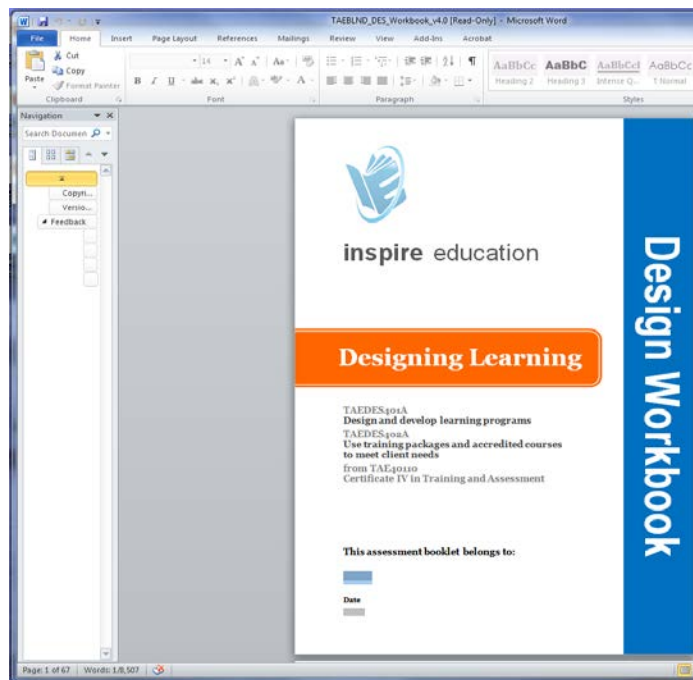 TAEBLND_DES_Workbook_v4.0 [Read-Only] - Microsoft Word
File Home Insert Page Layout References Mailings Review View Add-Ins Acrobat
Cut
Copy
Format Painter
Paste
Clipboard
Font
Paragraph
Styles
AaBbCc AaBbC AaBbCcI AaBbCc
Heading 2 Heading 3 Intense Q... 1 Normal
Navigation
Search Documen
Copyri...
Versio...
Feedback
inspire education
Designing Learning
TAEDES401A
Design and develop learning programs
TAEDES402A
Use training packages and accredited courses
to meet client needs
from TAE40110
Certificate IV in Training and Assessment
This assessment booklet belongs to:
Date
Design Workbook
Page: 1 of 67 Words: 1/8,507